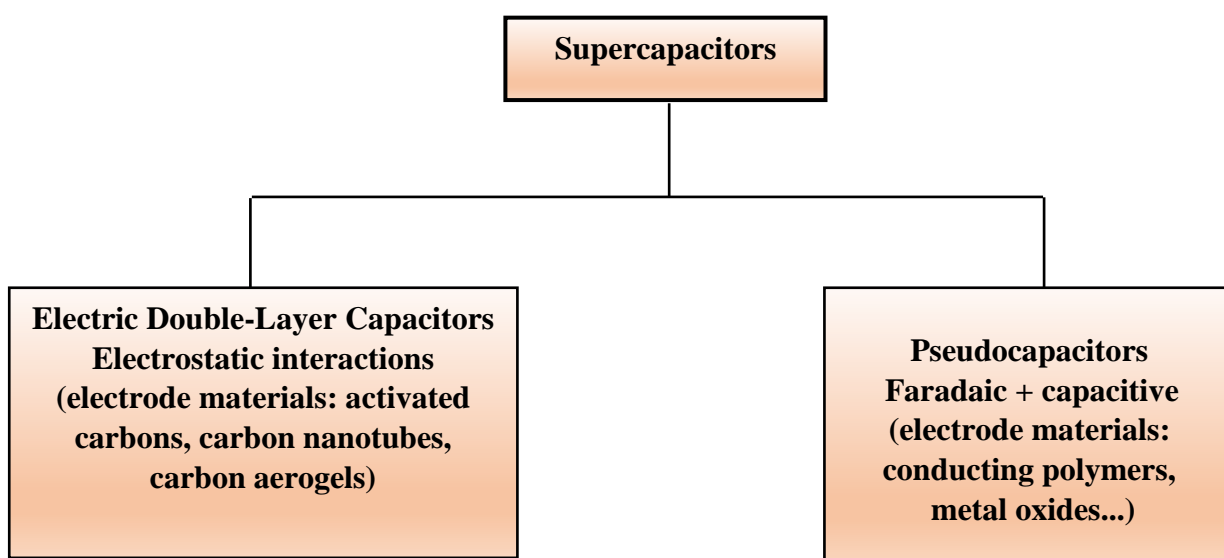 Supercapacitors
Electric Double-Layer Capacitors
Electrostatic interactions
(electrode materials: activated
carbons, carbon nanotubes,
carbon aerogels)
Pseudocapacitors
Faradaic + capacitive
(electrode materials:
conducting polymers,
metal oxides...)